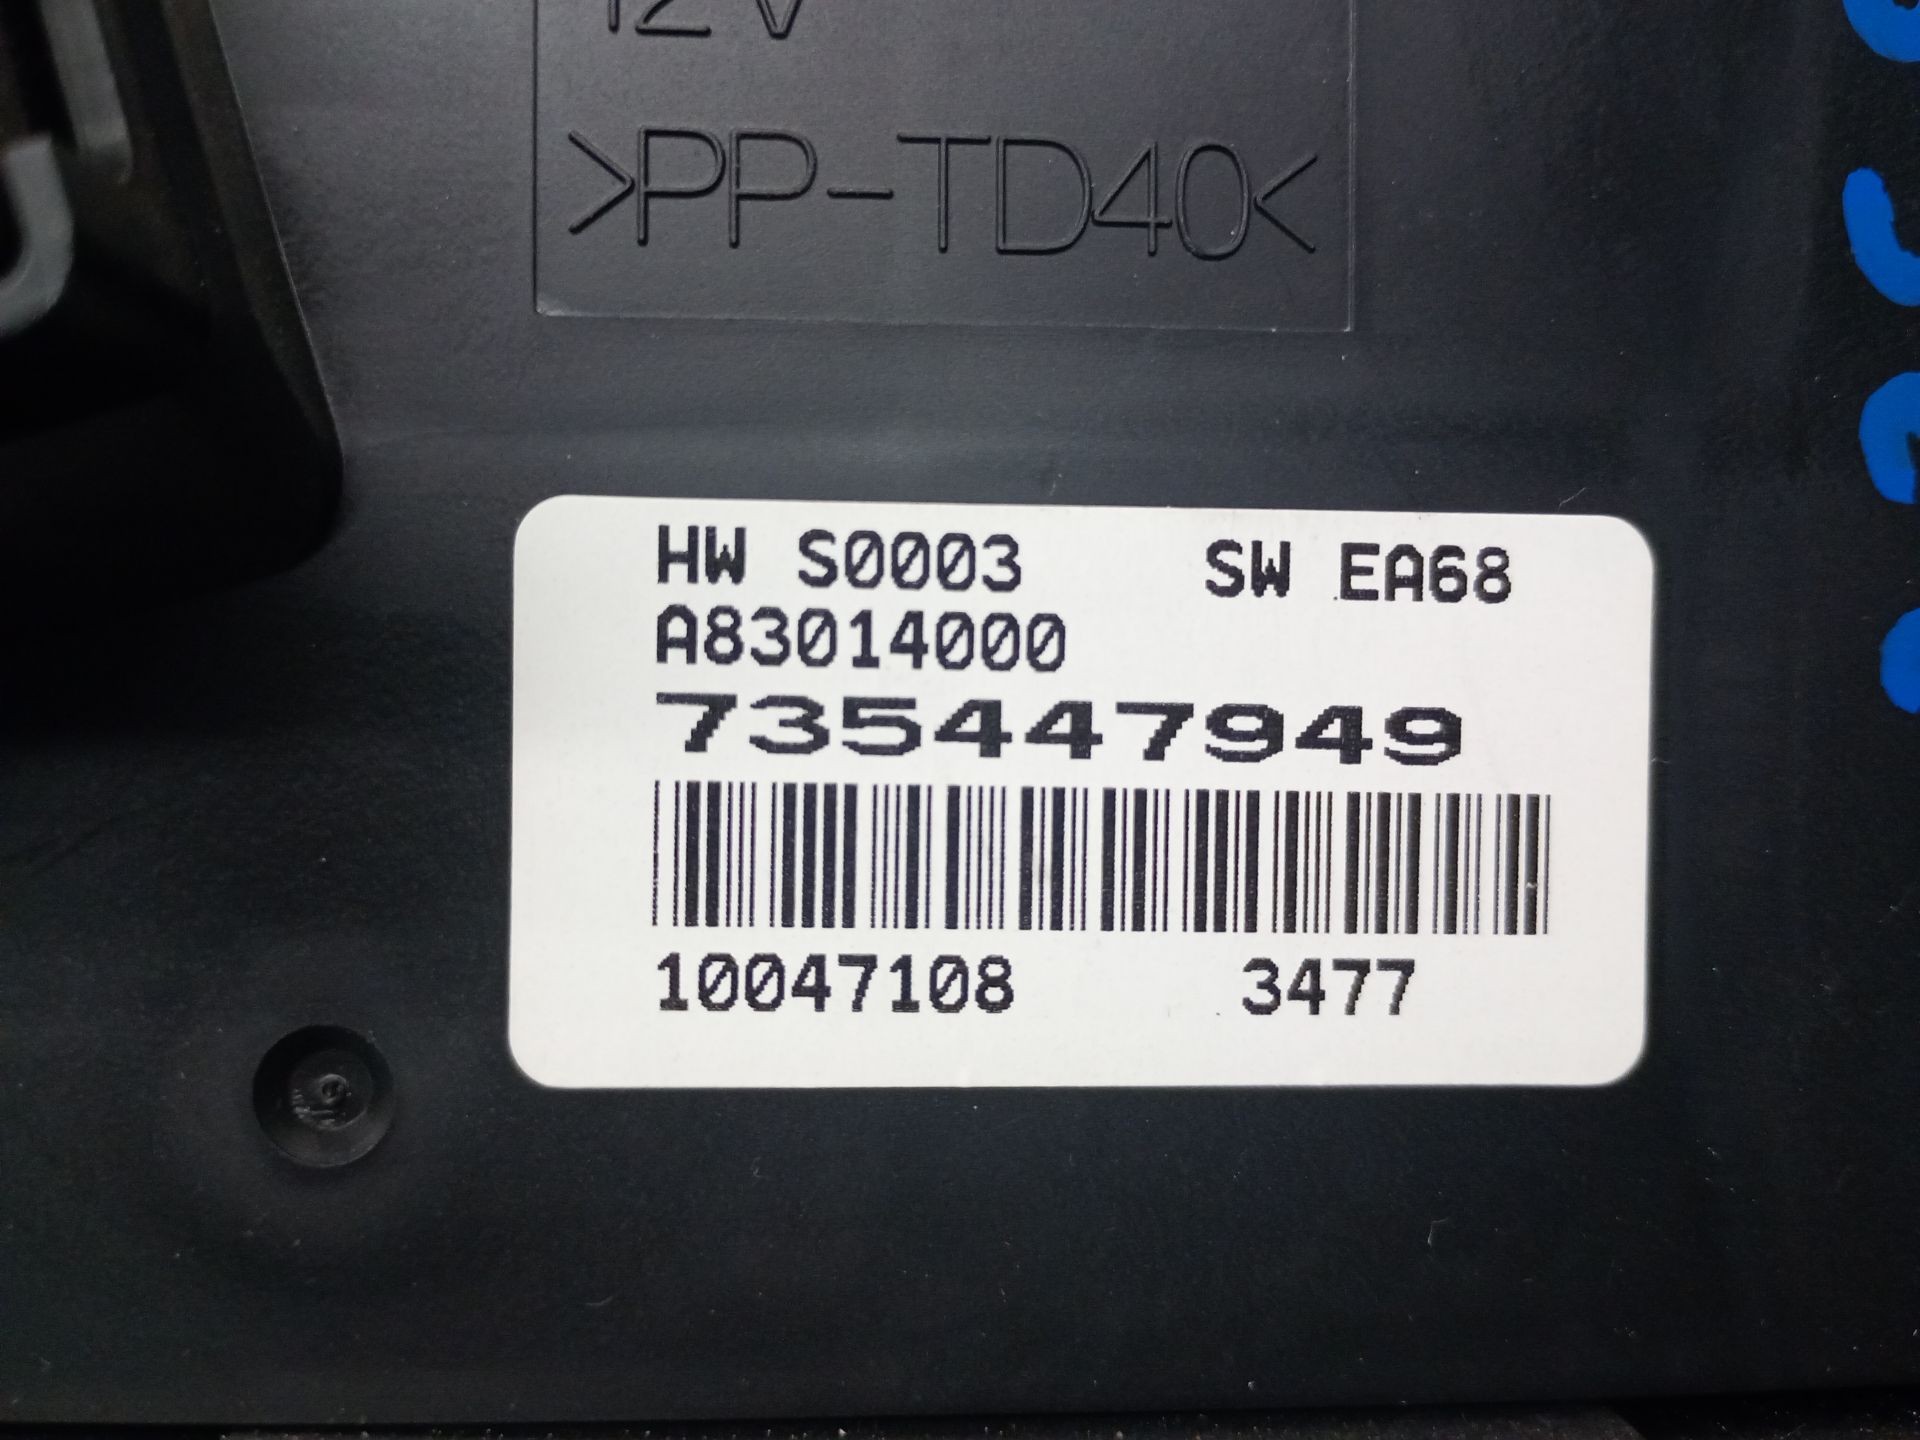 12V
>PP-TD40<
HW S0003 SW EA68
A83014000
735447949
10047108 3477